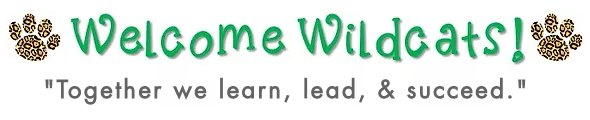 Welcome Wildcats!
"Together we learn, lead, & succeed."